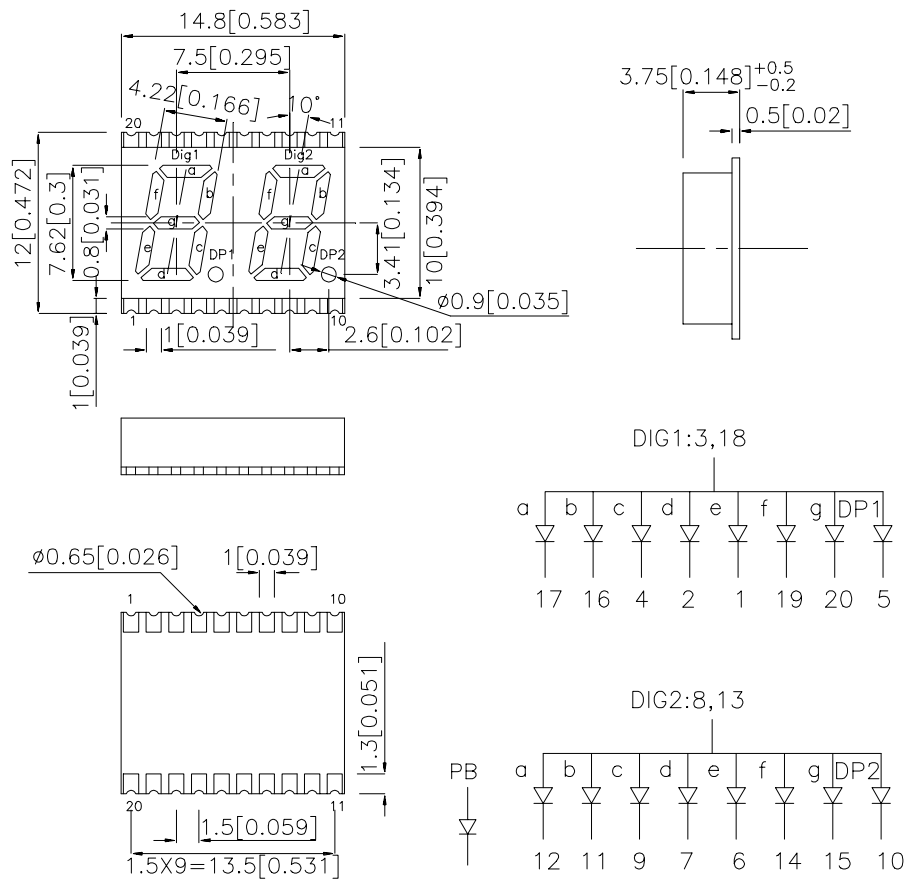 14.8[0.583]
7.5[0.295]
4.22[0.166]
10°
20
11
Dig1
Dig2
a
a
f
b
f
b
g
g
e
c
e
c
d
d
DP1
DP2
1
10
12[0.472]
7.62[0.3]
0.8[0.031]
1[0.039]
1[0.039]
2.6[0.102]
3.41[0.134]
10[0.394]
ø0.9[0.035]
3.75[0.148]+0.5
−0.2
0.5[0.02]
ø0.65[0.026]
1[0.039]
1
10
1.3[0.051]
20
11
1.5[0.059]
1.5X9=13.5[0.531]
DIG1:3,18
a b c d e f g DP1
17 16 4 2 1 19 20 5
DIG2:8,13
PB
a b c d e f g DP2
12 11 9 7 6 14 15 10